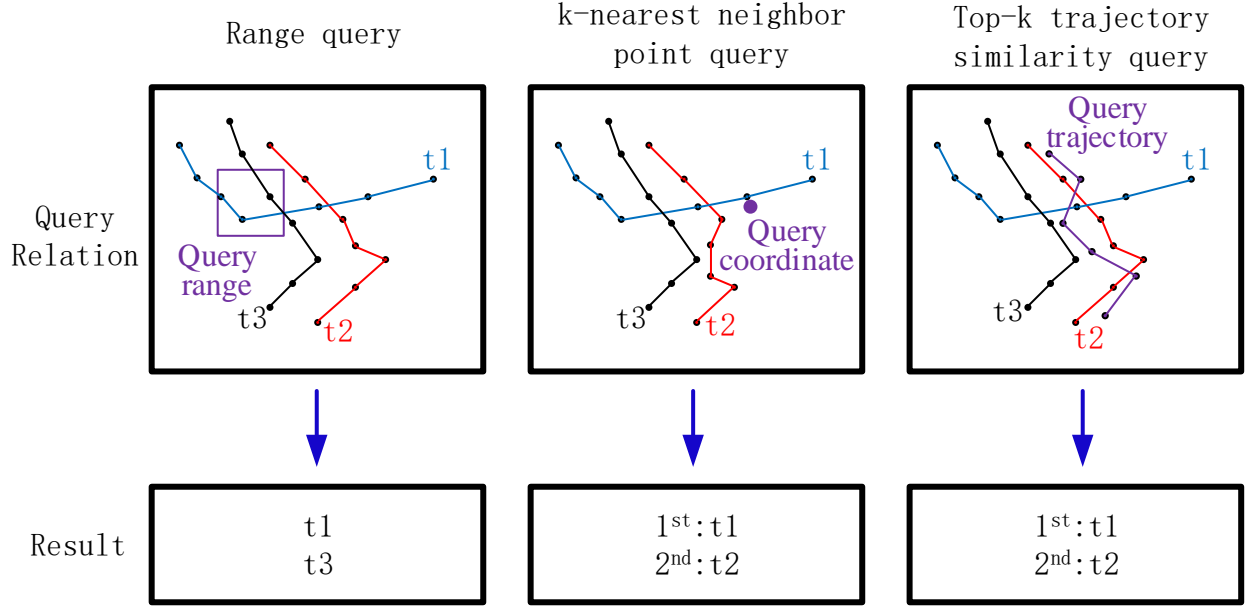 Range query
k-nearest neighbor
point query
Top-k trajectory
similarity query
Query
Relation
t1
Query
range
t3
t2
t1
Query
coordinate
t3
t2
Query
trajectory
t1
t3
t2
Result
t1
t3
1st:t1
2nd:t2
1st:t1
2nd:t2